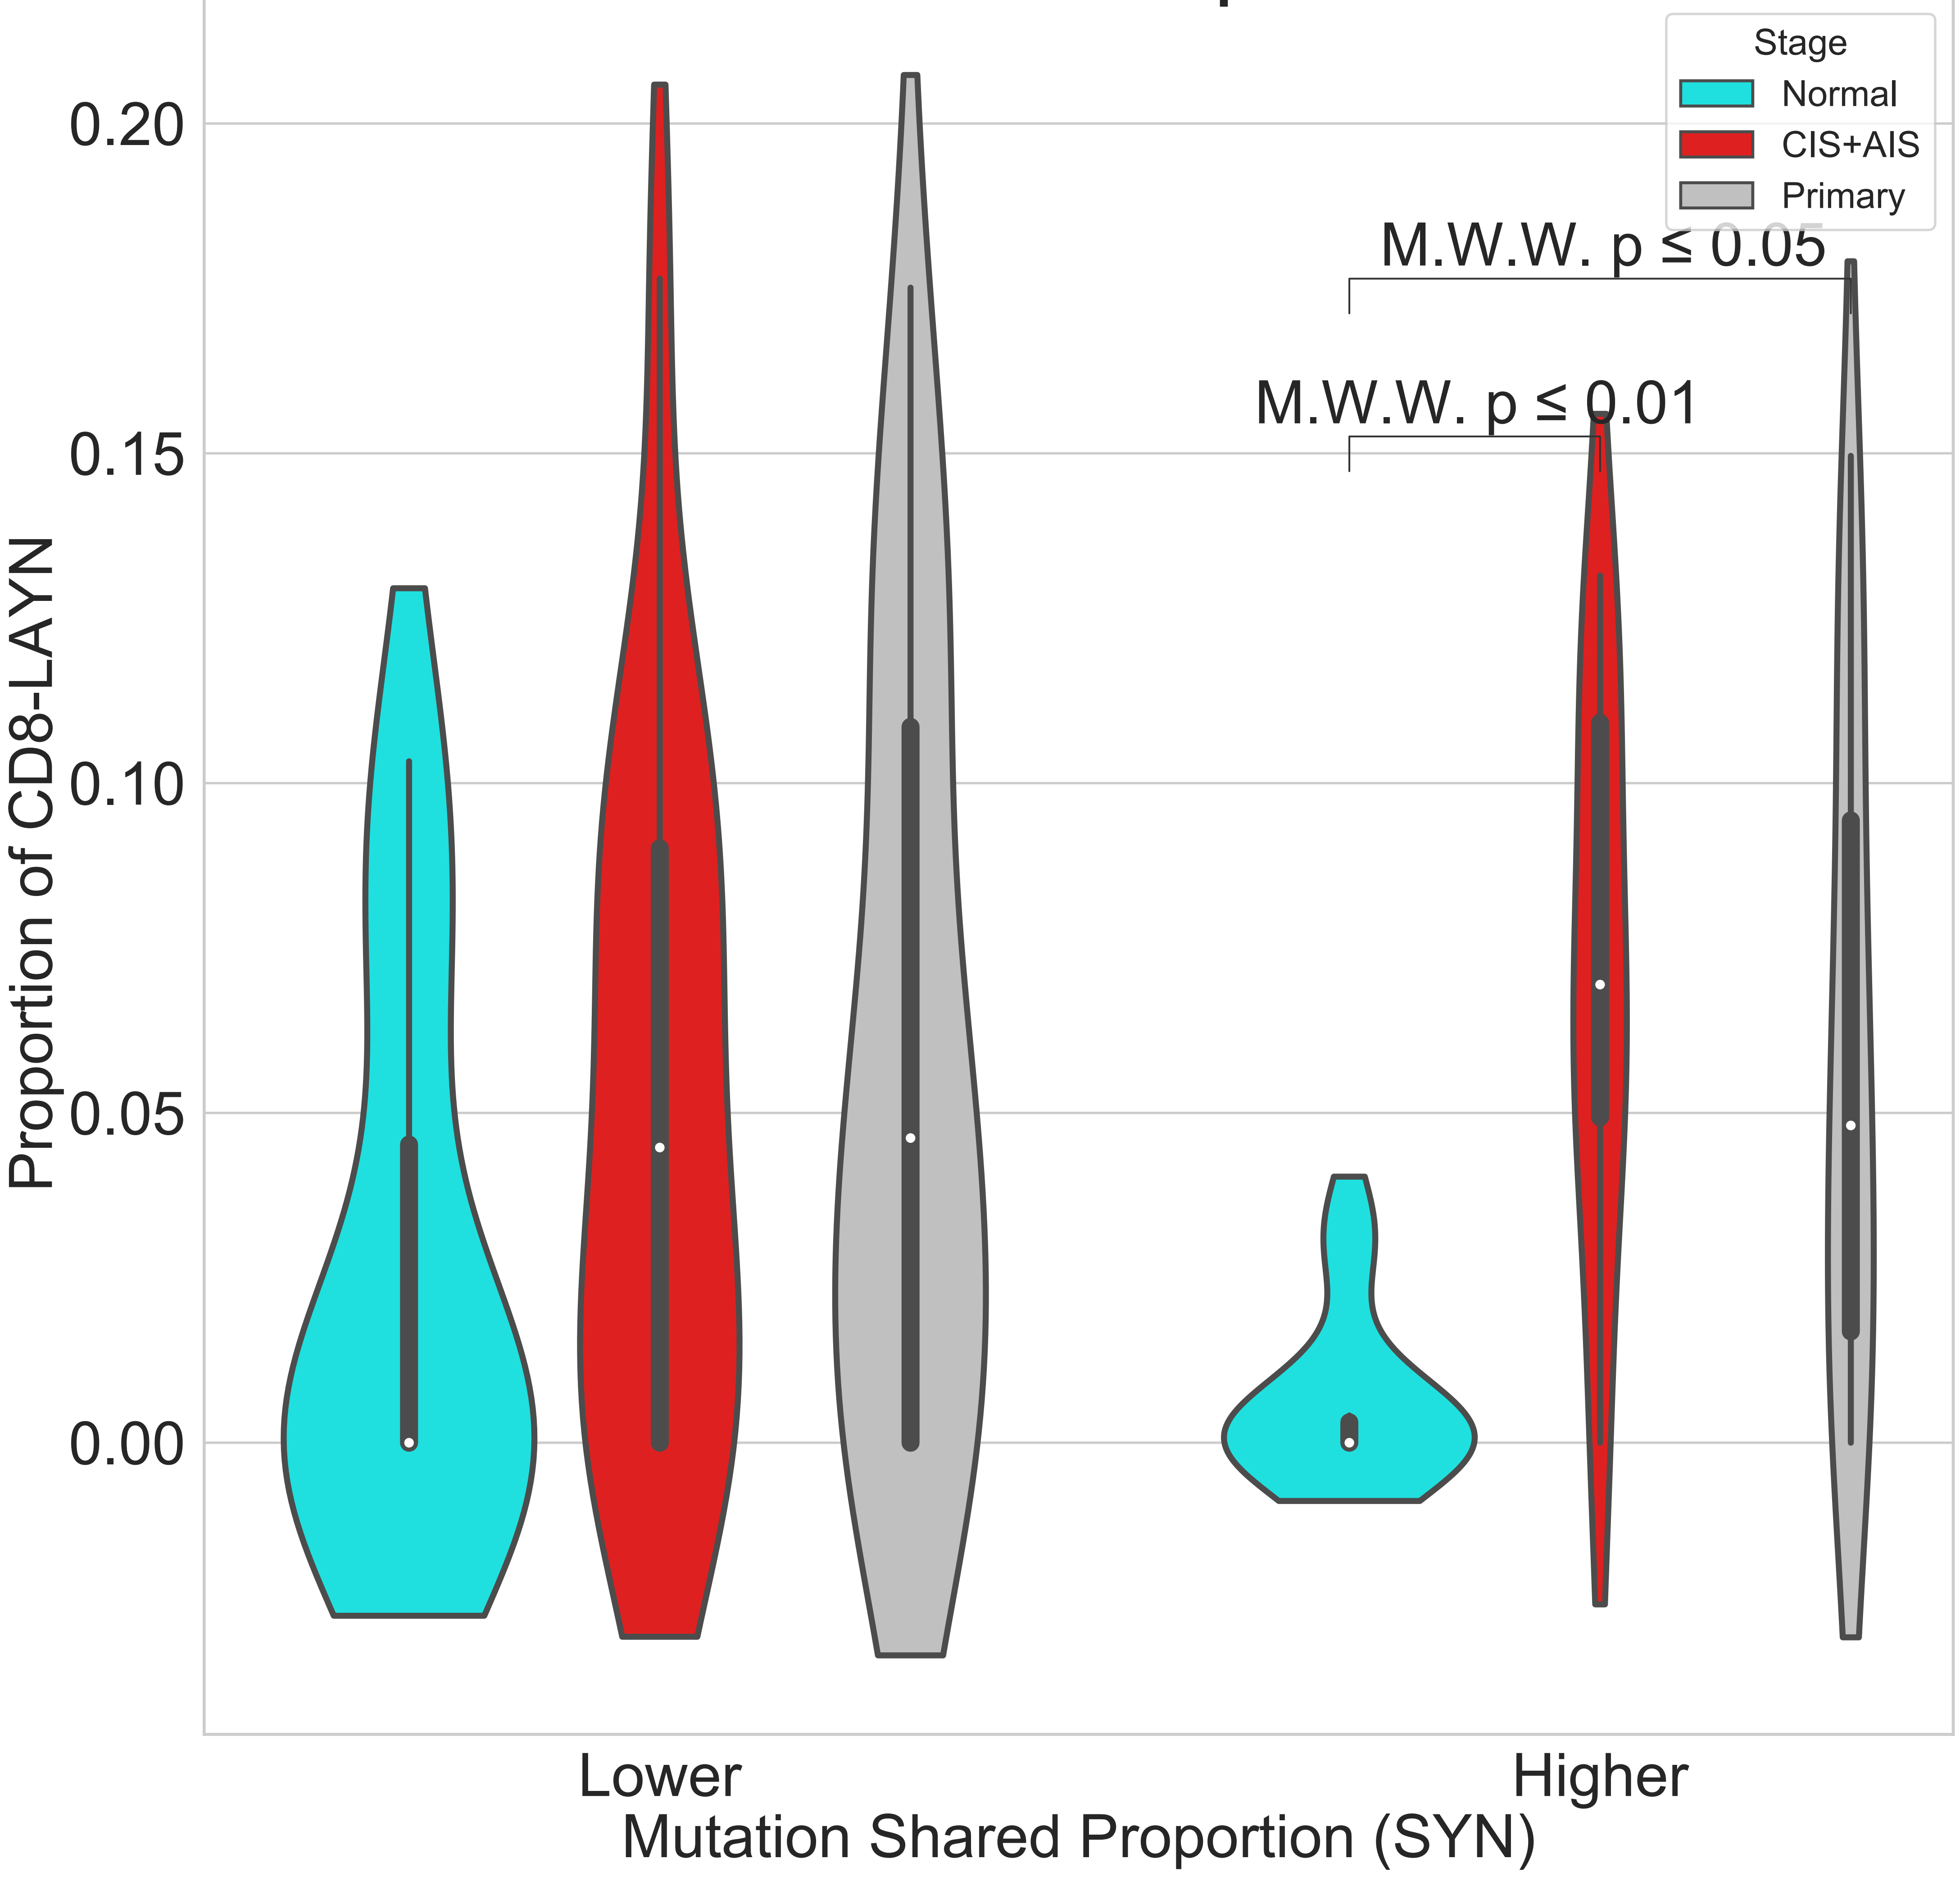 Stage
Normal
CIS+AIS
Primary
M.W.W. p ≤ 0.05
M.W.W. p ≤ 0.01
0.20
0.15
0.10
0.05
0.00
Proportion of CD8-LAYN
Lower
Higher
Mutation Shared Proportion (SYN)